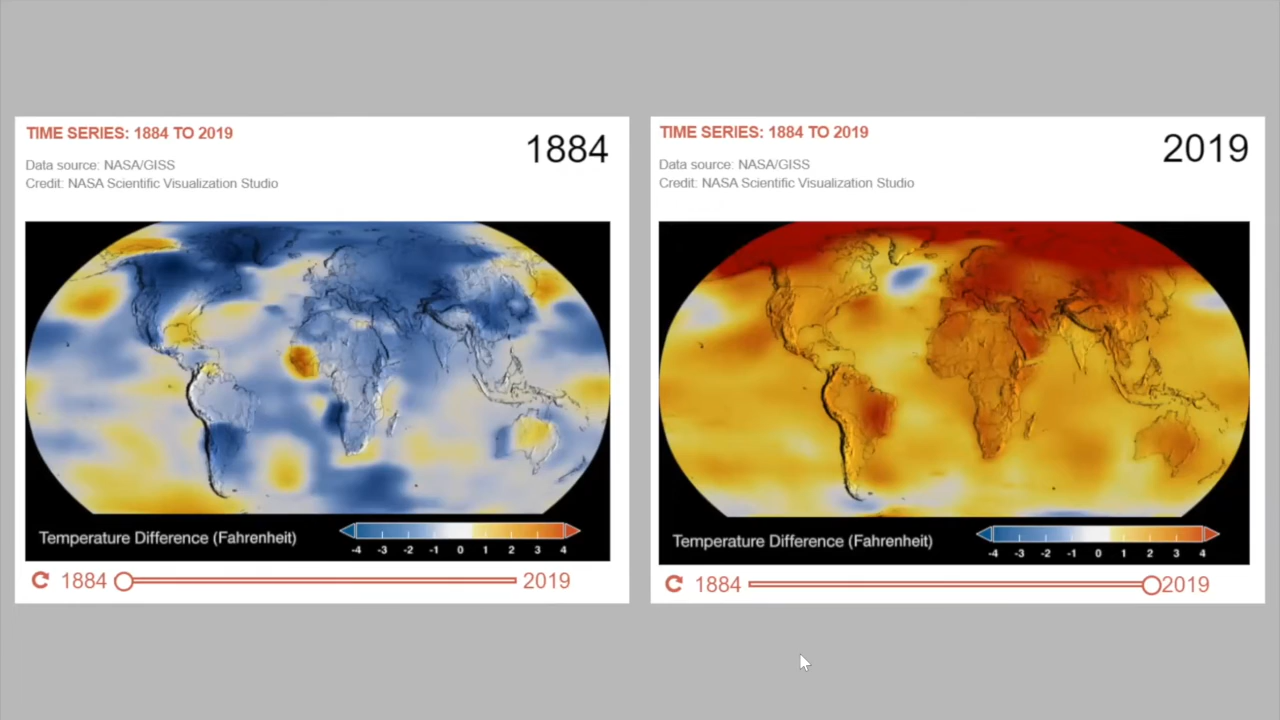 TIME SERIES: 1884 TO 2019
1884
Data source: NASA/GISS
Credit: NASA Scientific Visualization Studio
Temperature Difference (Fahrenheit)
-4 -3 -2 -1 0 1 2 3 4
1884 2019
TIME SERIES: 1884 TO 2019
2019
Data source: NASA/GISS
Credit: NASA Scientific Visualization Studio
Temperature Difference (Fahrenheit)
-4 -3 -2 -1 0 1 2 3 4
1884 2019